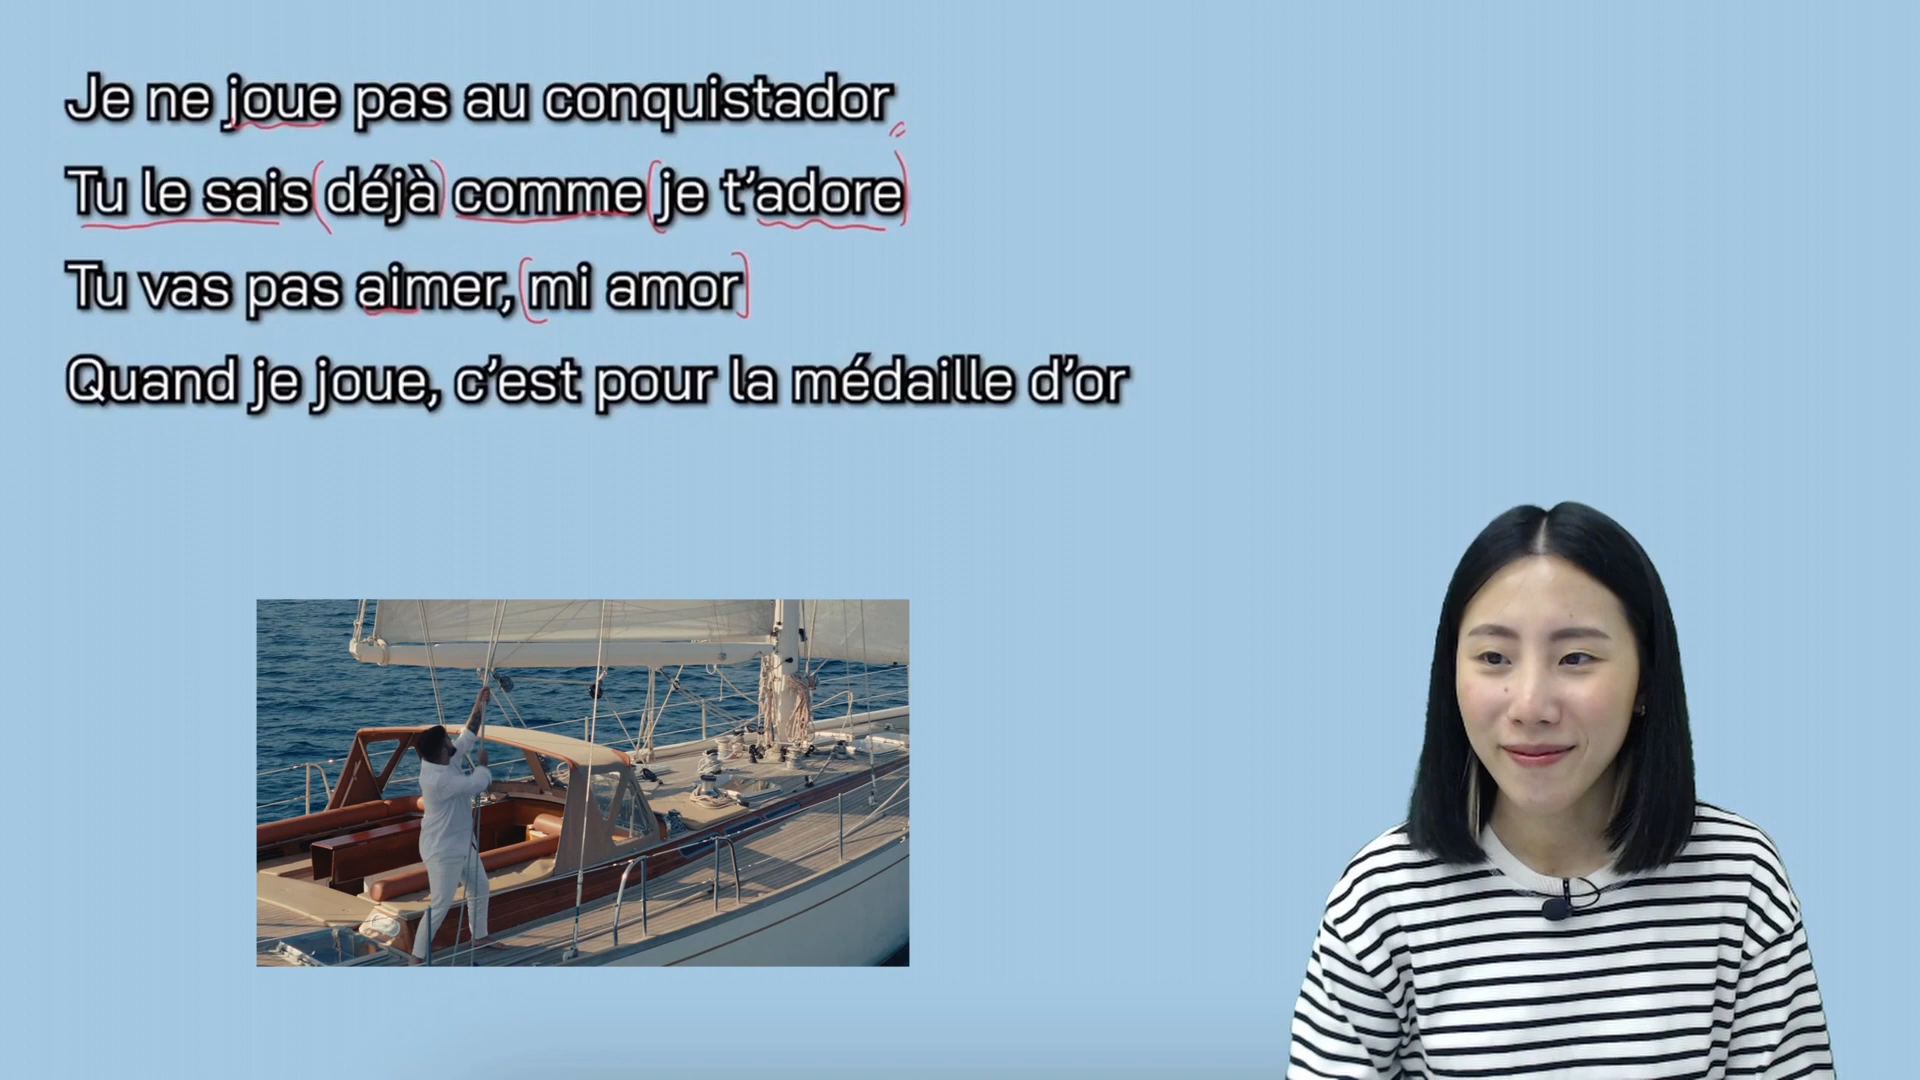 Je ne joue pas au conquistador
Tu le sais déjà comme je t’adore
Tu vas pas aimer, mi amor
Quand je joue, c’est pour la médaille d’or